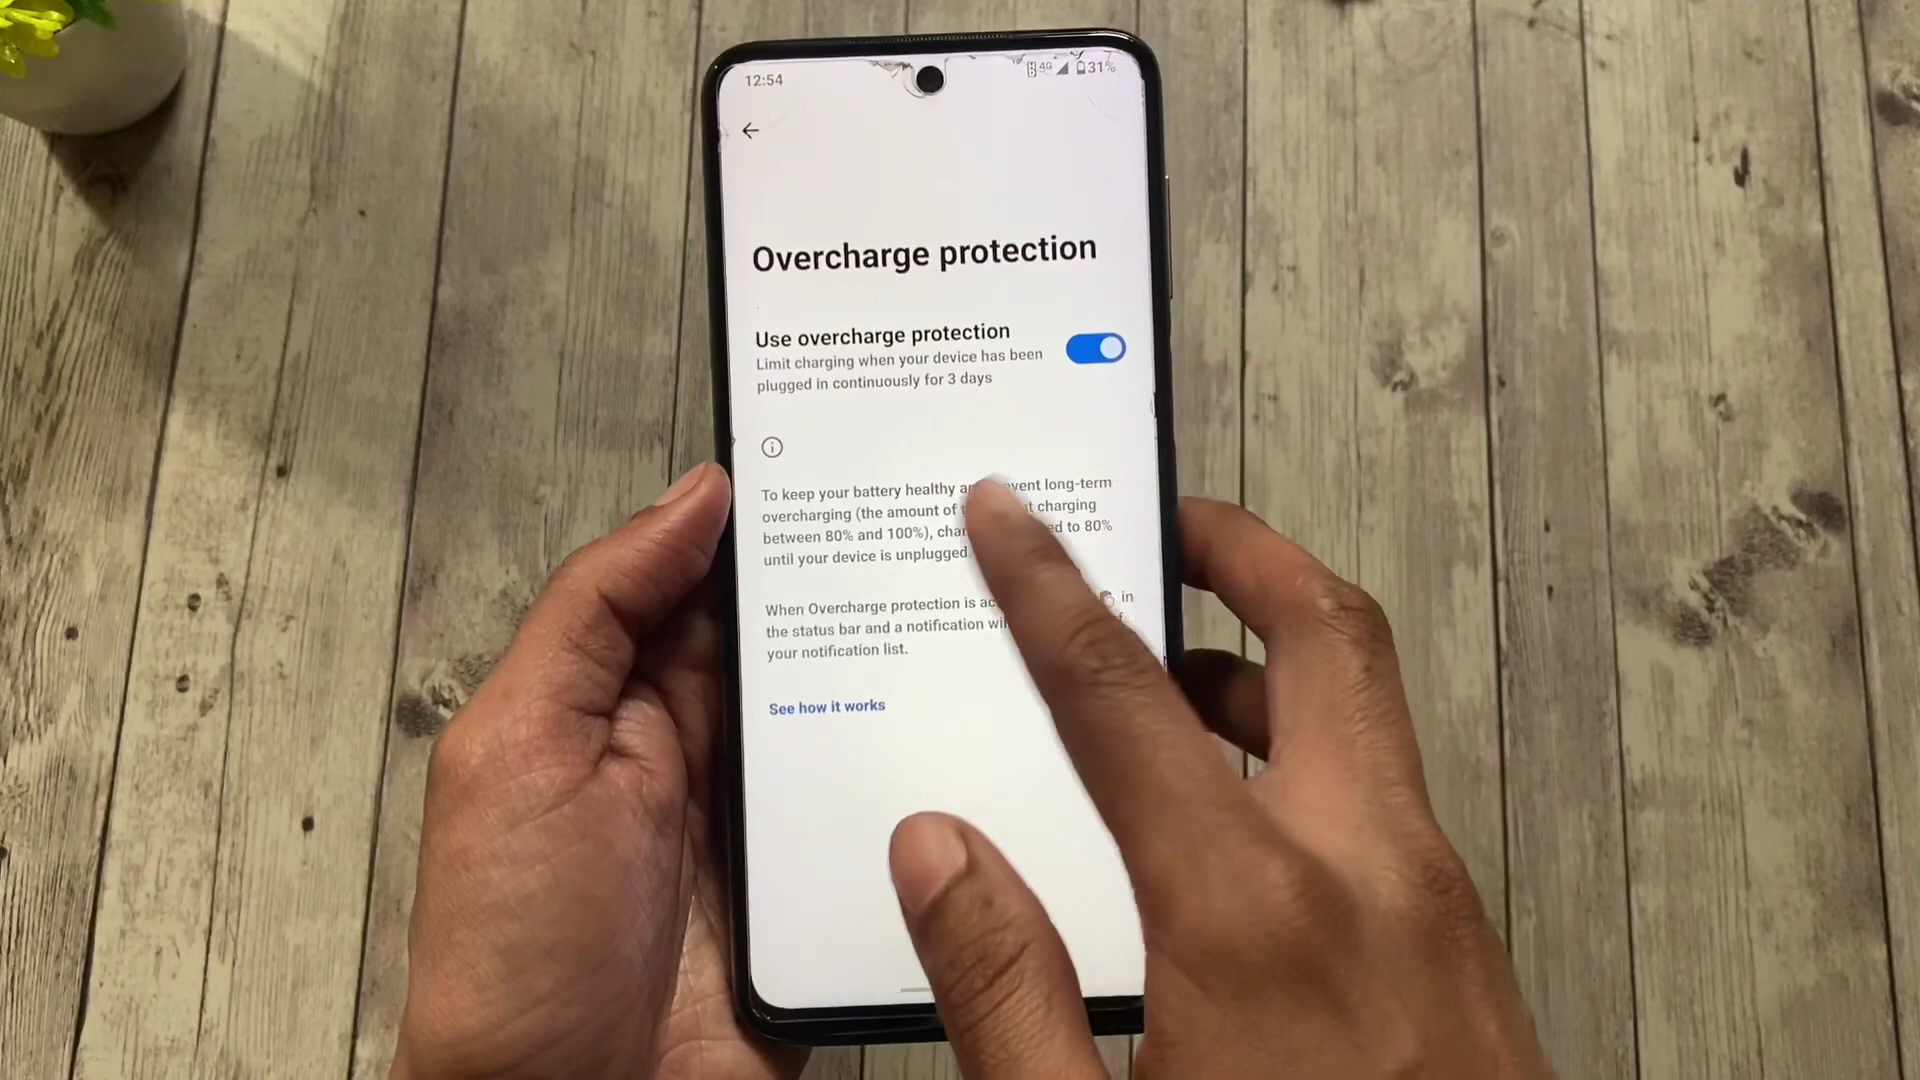 12:54
4G 31%
Overcharge protection
Use overcharge protection
Limit charging when your device has been
plugged in continuously for 3 days
To keep your battery healthy vent long-term
overcharging (the amount of charging
between 80% and 100%), ed to 80%
until your device is unplugged
When Overcharge protection is in
the status bar and a notification
your notification list.
See how it works